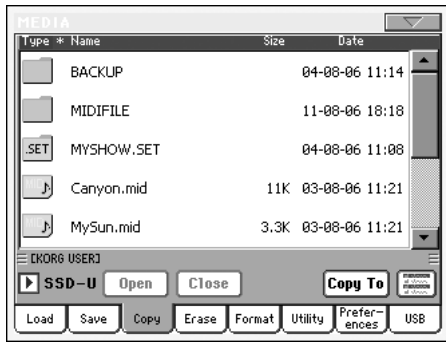 MEDIA
Type * Name Size Date
BACKUP 04-08-06 11:14
MIDIFILE 11-08-06 18:18
.SET MYSHOW.SET 04-08-06 11:08
Canyon.mid 11K 03-08-06 11:21
MySun.mid 3.3K 03-08-06 11:21
[KORG USER]
SSD-U Open Close Copy To
Load Save Copy Erase Format Utility Prefer-ences USB